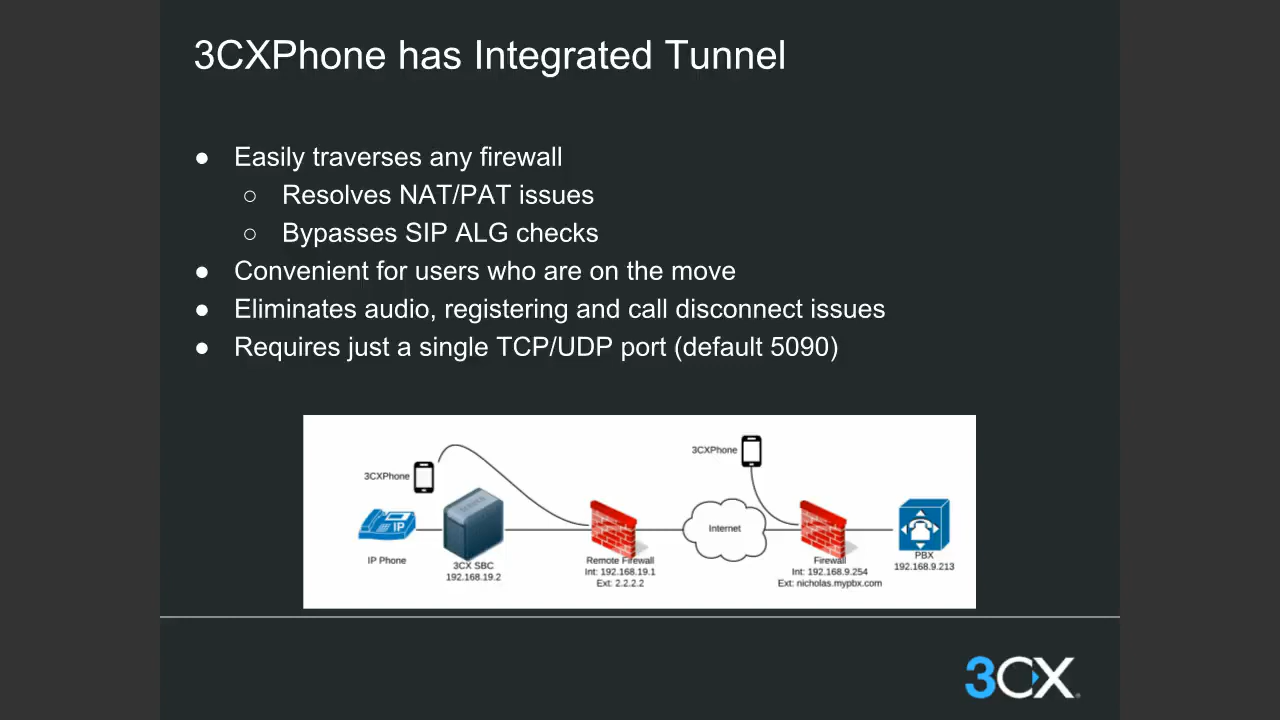 3CXPhone has Integrated Tunnel
● Easily traverses any firewall
○ Resolves NAT/PAT issues
○ Bypasses SIP ALG checks
● Convenient for users who are on the move
● Eliminates audio, registering and call disconnect issues
● Requires just a single TCP/UDP port (default 5090)
3CXPhone
3CXPhone
IP
Internet
IP Phone
3CX SBC
192.168.19.2
Remote Firewall
Int: 192.168.19.1
Ext: 2.2.2.2
Firewall
Int: 192.168.9.254
Ext: nicholas.mypbx.com
PBX
192.168.9.213
3CX